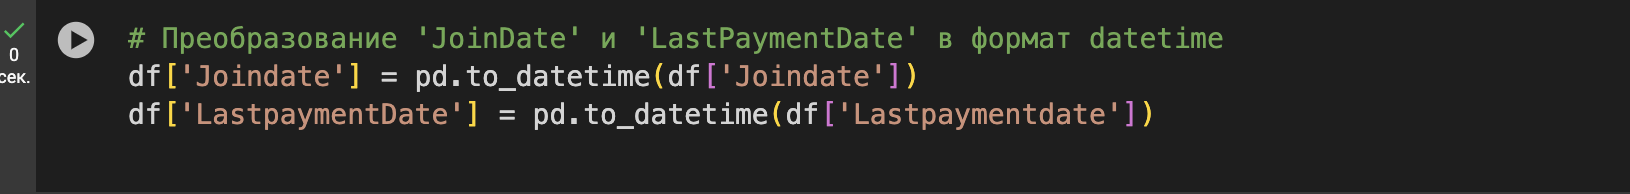 # Преобразование 'JoinDate' и 'LastPaymentDate' в формат datetime
0
df['Joindate'] = pd.to_datetime(df['Joindate'])
сек.
df['LastpaymentDate'] = pd.to_datetime(df['Lastpaymentdate'])